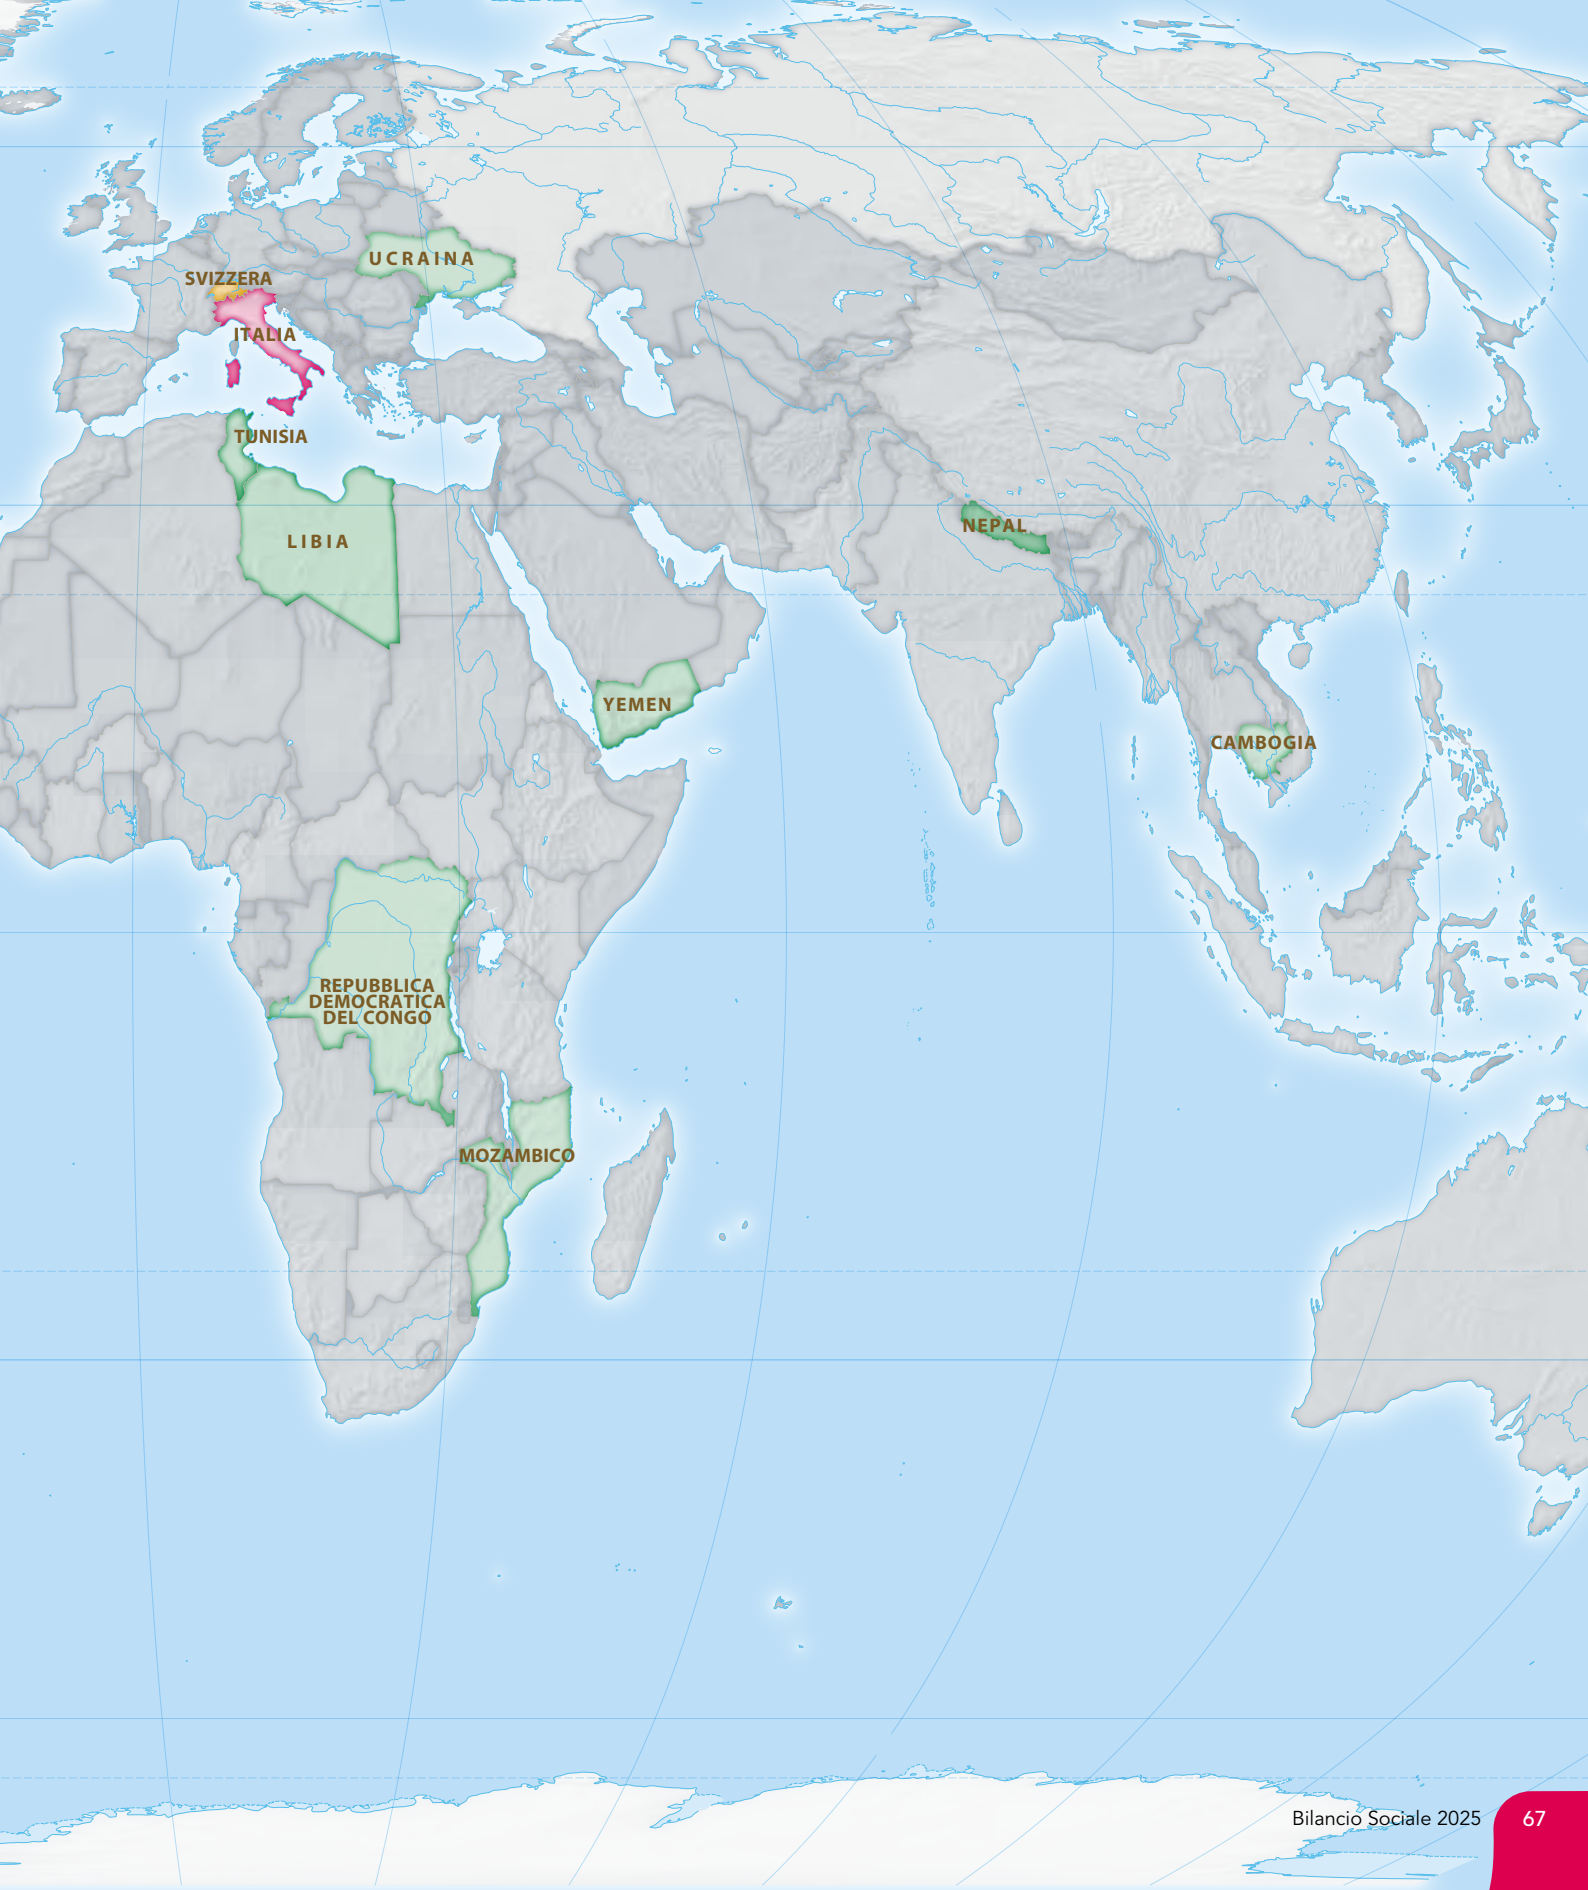 UCRAINA
SVIZZERA
ITALIA
TUNISIA
LIBIA
NEPAL
YEMEN
CAMBOGIA
REPUBBLICA
DEMOCRATICA
DEL CONGO
MOZAMBICO
Bilancio Sociale 2025
67